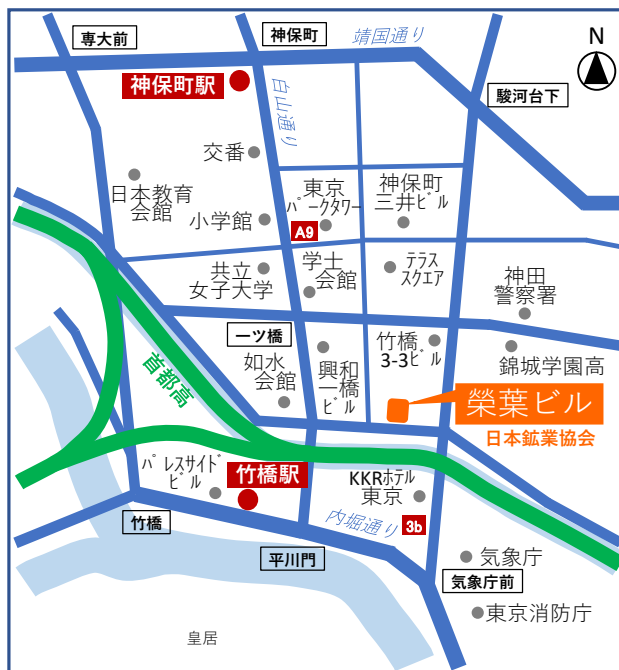 専大前
神保町
靖国通り
N
神保町駅
白山通り
駿河台下
交番
日本教育
会館
東京
パークタワー
神保町
三井ビル
小学館
A9
共立
女子大学
学士
会館
テラス
スクエア
神田
警察署
一ツ橋
首都高
如水
会館
興和
一橋
ビル
竹橋
3-3ビル
錦城学園高
榮葉ビル
日本鉱業協会
パレスサイド
ビル
竹橋駅
KKRホテル
東京
竹橋
内堀通り
3b
平川門
気象庁
気象庁前
東京消防庁
皇居